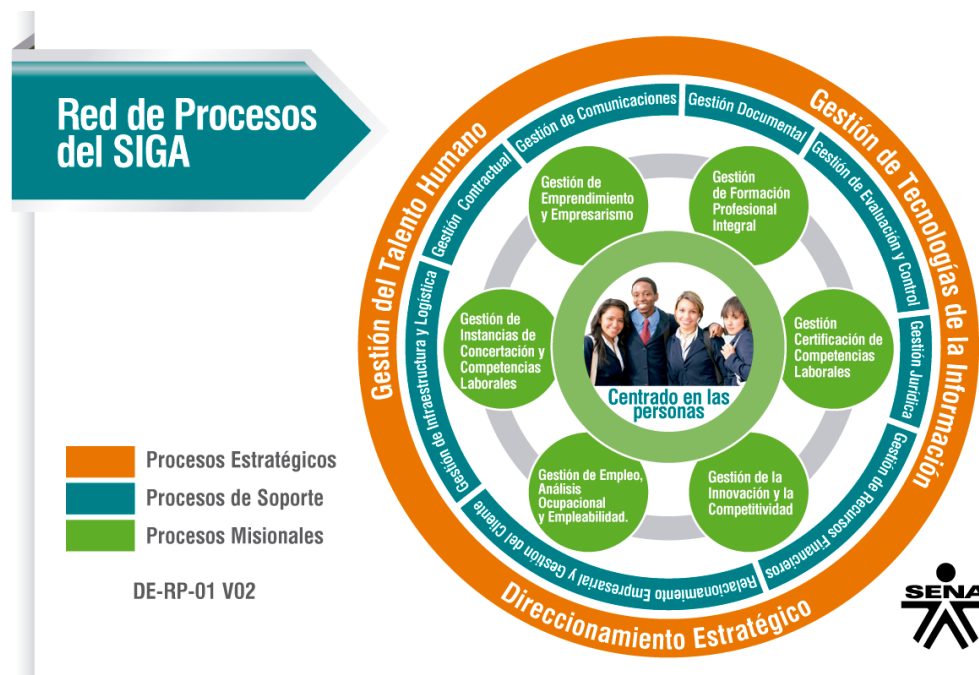 Red de Procesos
del SIGA
Gestión del Talento Humano
Gestión de Tecnologías de la Información
Direccionamiento Estratégico
Gestión de Comunicaciones
Gestión Documental
Gestión de Evaluación y Control
Gestión Jurídica
Gestión de Recursos Financieros
Relacionamiento Empresarial y Gestión del Cliente
Gestión de Infraestructura y Logística
Gestión Contractual
Gestión de
Emprendimiento
y Empresarismo
Gestión
de Formación
Profesional
Integral
Gestión de
Instancias de
Concertación y
Competencias
Laborales
Gestión
Certificación de
Competencias
Laborales
Centrado en las
personas
Gestión de Empleo,
Análisis
Ocupacional
y Empleabilidad.
Gestión de la
Innovación y la
Competitividad
Procesos Estratégicos
Procesos de Soporte
Procesos Misionales
DE-RP-01 V02
SENA